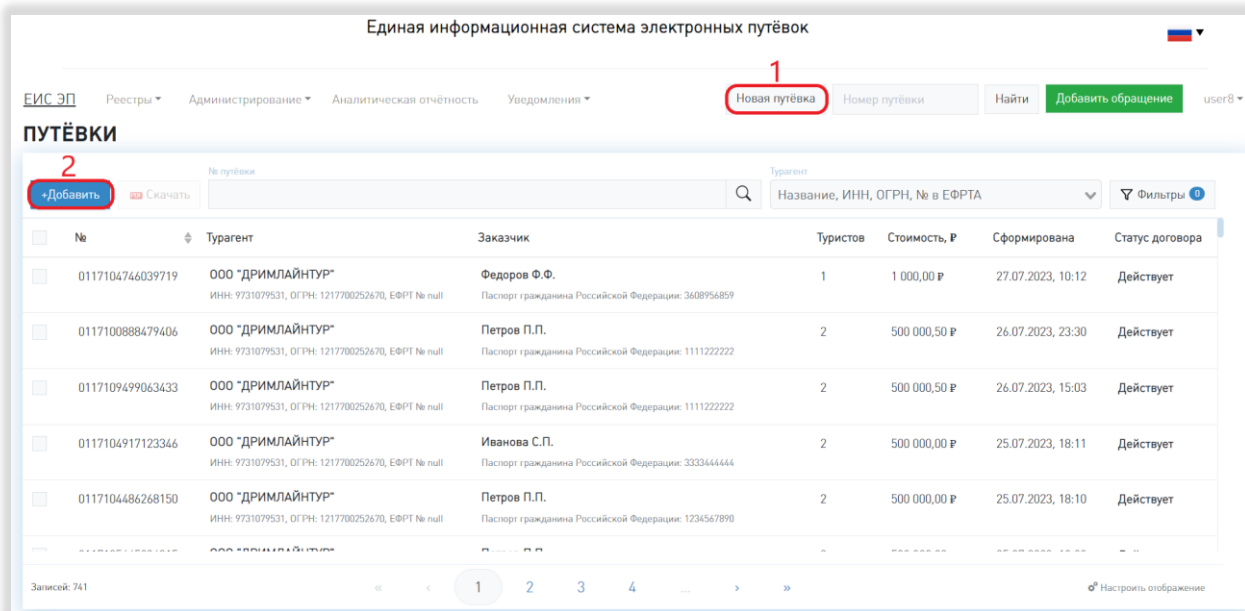 Единая информационная система электронных путёвок
1
ЕИС ЭП Реестры Администрирование Аналитическая отчётность Уведомления Новая путёвка Номер путёвки Найти Добавить обращение user8
ПУТЁВКИ
2
№ путёвки Турагент
+Добавить Скачать Название, ИНН, ОГРН, № в ЕФРТА Фильтры 0
№ Турагент Заказчик Туристов Стоимость, ₽ Сформирована Статус договора
0117104746039719 ООО "ДРИМЛАЙНТУР" Федоров Ф.Ф. 1 1 000,00 ₽ 27.07.2023, 10:12 Действует
ИНН: 9731079531, ОГРН: 1217700252670, ЕФРТ № null Паспорт гражданина Российской Федерации: 3608956859
0117100888479406 ООО "ДРИМЛАЙНТУР" Петров П.П. 2 500 000,50 ₽ 26.07.2023, 23:30 Действует
ИНН: 9731079531, ОГРН: 1217700252670, ЕФРТ № null Паспорт гражданина Российской Федерации: 1111222222
0117109499063433 ООО "ДРИМЛАЙНТУР" Петров П.П. 2 500 000,50 ₽ 26.07.2023, 15:03 Действует
ИНН: 9731079531, ОГРН: 1217700252670, ЕФРТ № null Паспорт гражданина Российской Федерации: 1111222222
0117104917123346 ООО "ДРИМЛАЙНТУР" Иванова С.П. 2 500 000,00 ₽ 25.07.2023, 18:11 Действует
ИНН: 9731079531, ОГРН: 1217700252670, ЕФРТ № null Паспорт гражданина Российской Федерации: 3333444444
0117104486268150 ООО "ДРИМЛАЙНТУР" Петров П.П. 2 500 000,00 ₽ 25.07.2023, 18:10 Действует
ИНН: 9731079531, ОГРН: 1217700252670, ЕФРТ № null Паспорт гражданина Российской Федерации: 1234567890
Записей: 741 « ‹ 1 2 3 4 ... › » Настроить отображение